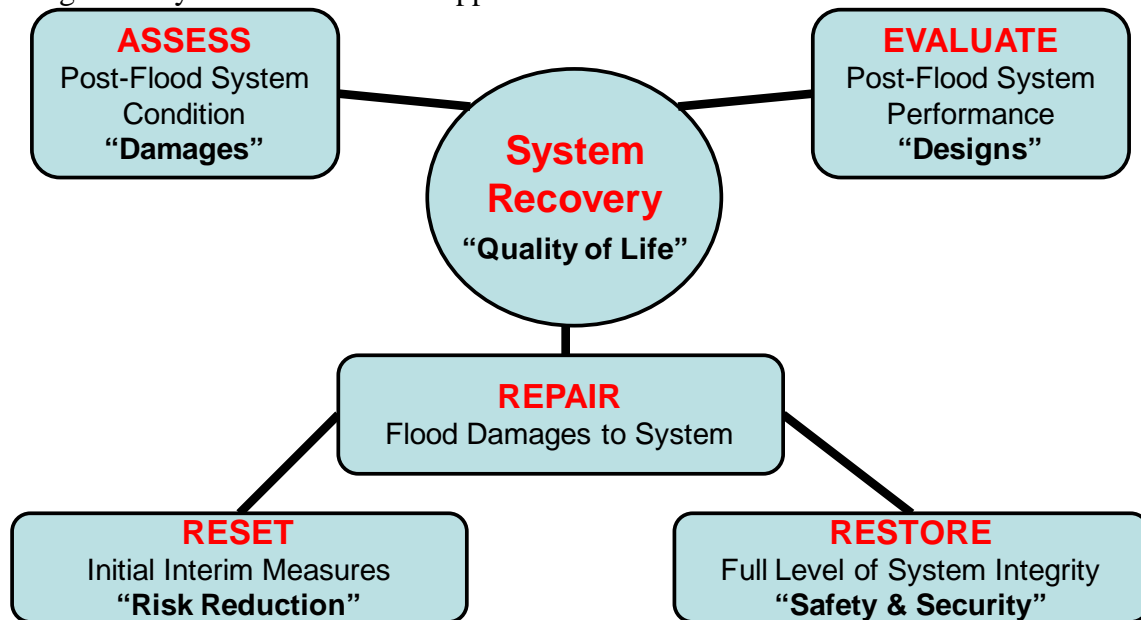 ASSESS
Post-Flood System
Condition
“Damages”
EVALUATE
Post-Flood System
Performance
“Designs”
System
Recovery
“Quality of Life”
REPAIR
Flood Damages to System
RESET
Initial Interim Measures
“Risk Reduction”
RESTORE
Full Level of System Integrity
“Safety & Security”